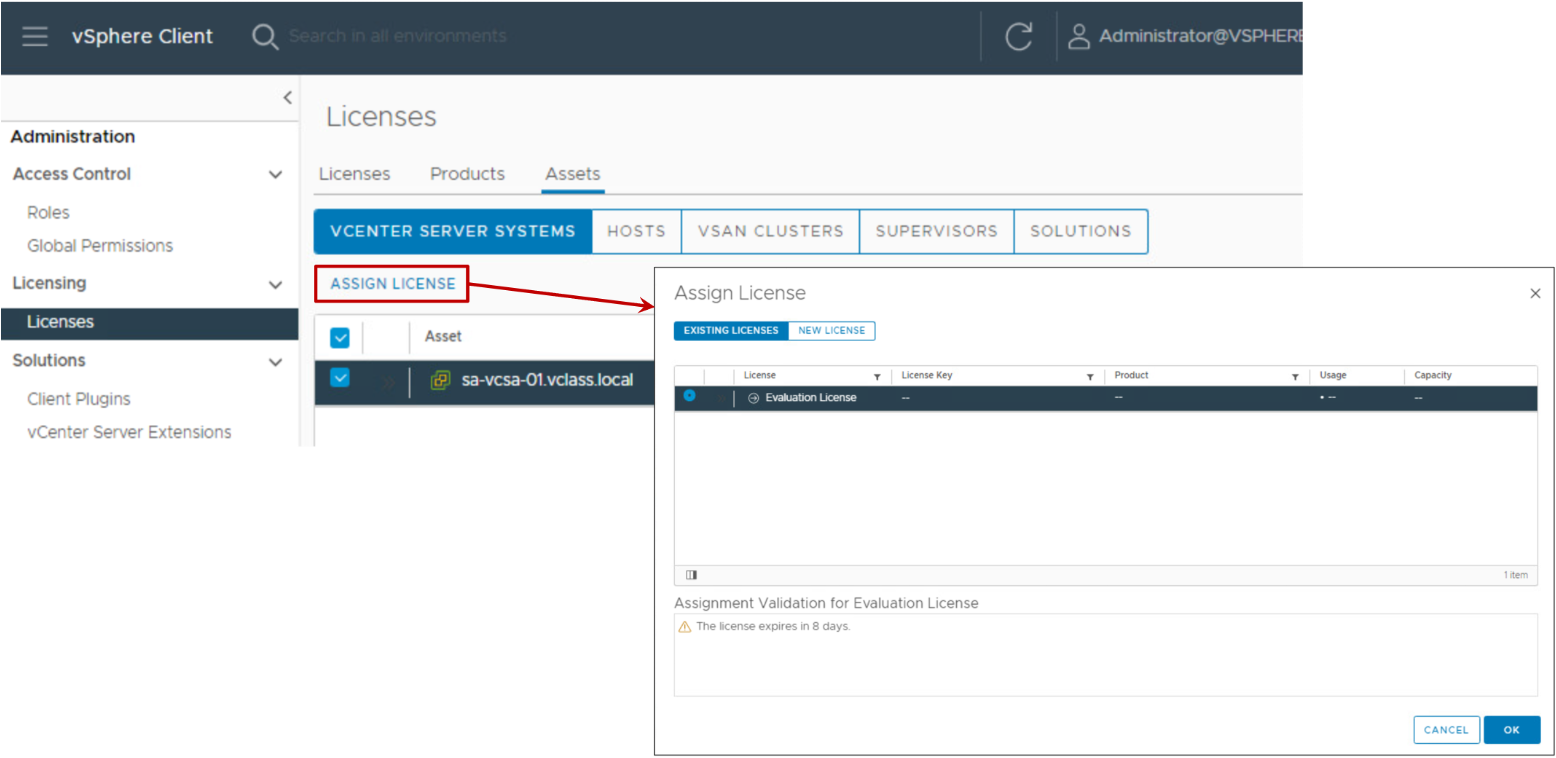 vSphere Client
Search in all environments
Administrator@VSPHERE
Administration
Access Control
Roles
Global Permissions
Licensing
Licenses
Solutions
Client Plugins
vCenter Server Extensions
Licenses
Licenses Products Assets
VCENTER SERVER SYSTEMS HOSTS VSAN CLUSTERS SUPERVISORS SOLUTIONS
ASSIGN LICENSE
Asset
sa-vcsa-01.vclass.local
Assign License
EXISTING LICENSES NEW LICENSE
License License Key Product Usage Capacity
Evaluation License -- -- • -- --
1 item
Assignment Validation for Evaluation License
The license expires in 8 days.
CANCEL OK